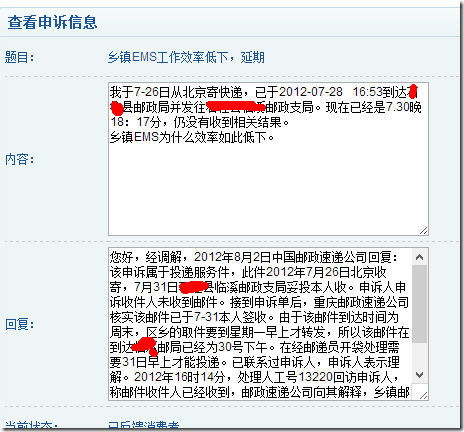 查看申诉信息
题目： 乡镇EMS工作效率低下，延期
内容：
我于7-26日从北京寄快递，已于2012-07-28 16:53到达
县邮政局并发往 邮政支局。现在已经是7.30晚
18：17分，仍没有收到相关结果。
乡镇EMS为什么效率如此低下。
回复：
您好，经调解，2012年8月2日中国邮政速递公司回复：
该申诉属于投递服务件，此件2012年7月26日北京收
寄，7月31日 县临溪邮政支局妥投本人收。申诉人申
诉收件人未收到邮件。接到申诉单后，重庆邮政速递公司
核实该邮件已于7-31本人签收。由于该邮件到达时间为
周末，区乡的取件要到星期一早上才转发，所以该邮件在
到达 邮局已经为30号下午。在经邮递员开袋处理需
要31日早上才能投递。已联系过申诉人，申诉人表示理
解。2012年16时14分，处理人工号13220回访申诉人，
称邮件收件人已经收到，邮政速递公司向其解释，乡镇邮
当前状态： 已反馈消费者